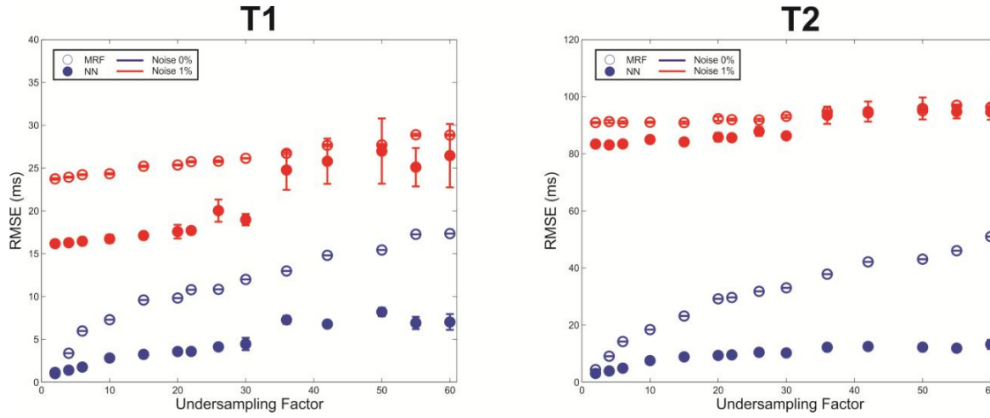 T1
40
35
30
25
20
15
10
5
0
RMSE (ms)
MRF
NN
Noise 0%
Noise 1%
0 10 20 30 40 50 60
Undersampling Factor
T2
120
100
80
60
40
20
0
RMSE (ms)
MRF
NN
Noise 0%
Noise 1%
0 10 20 30 40 50 60
Undersampling Factor